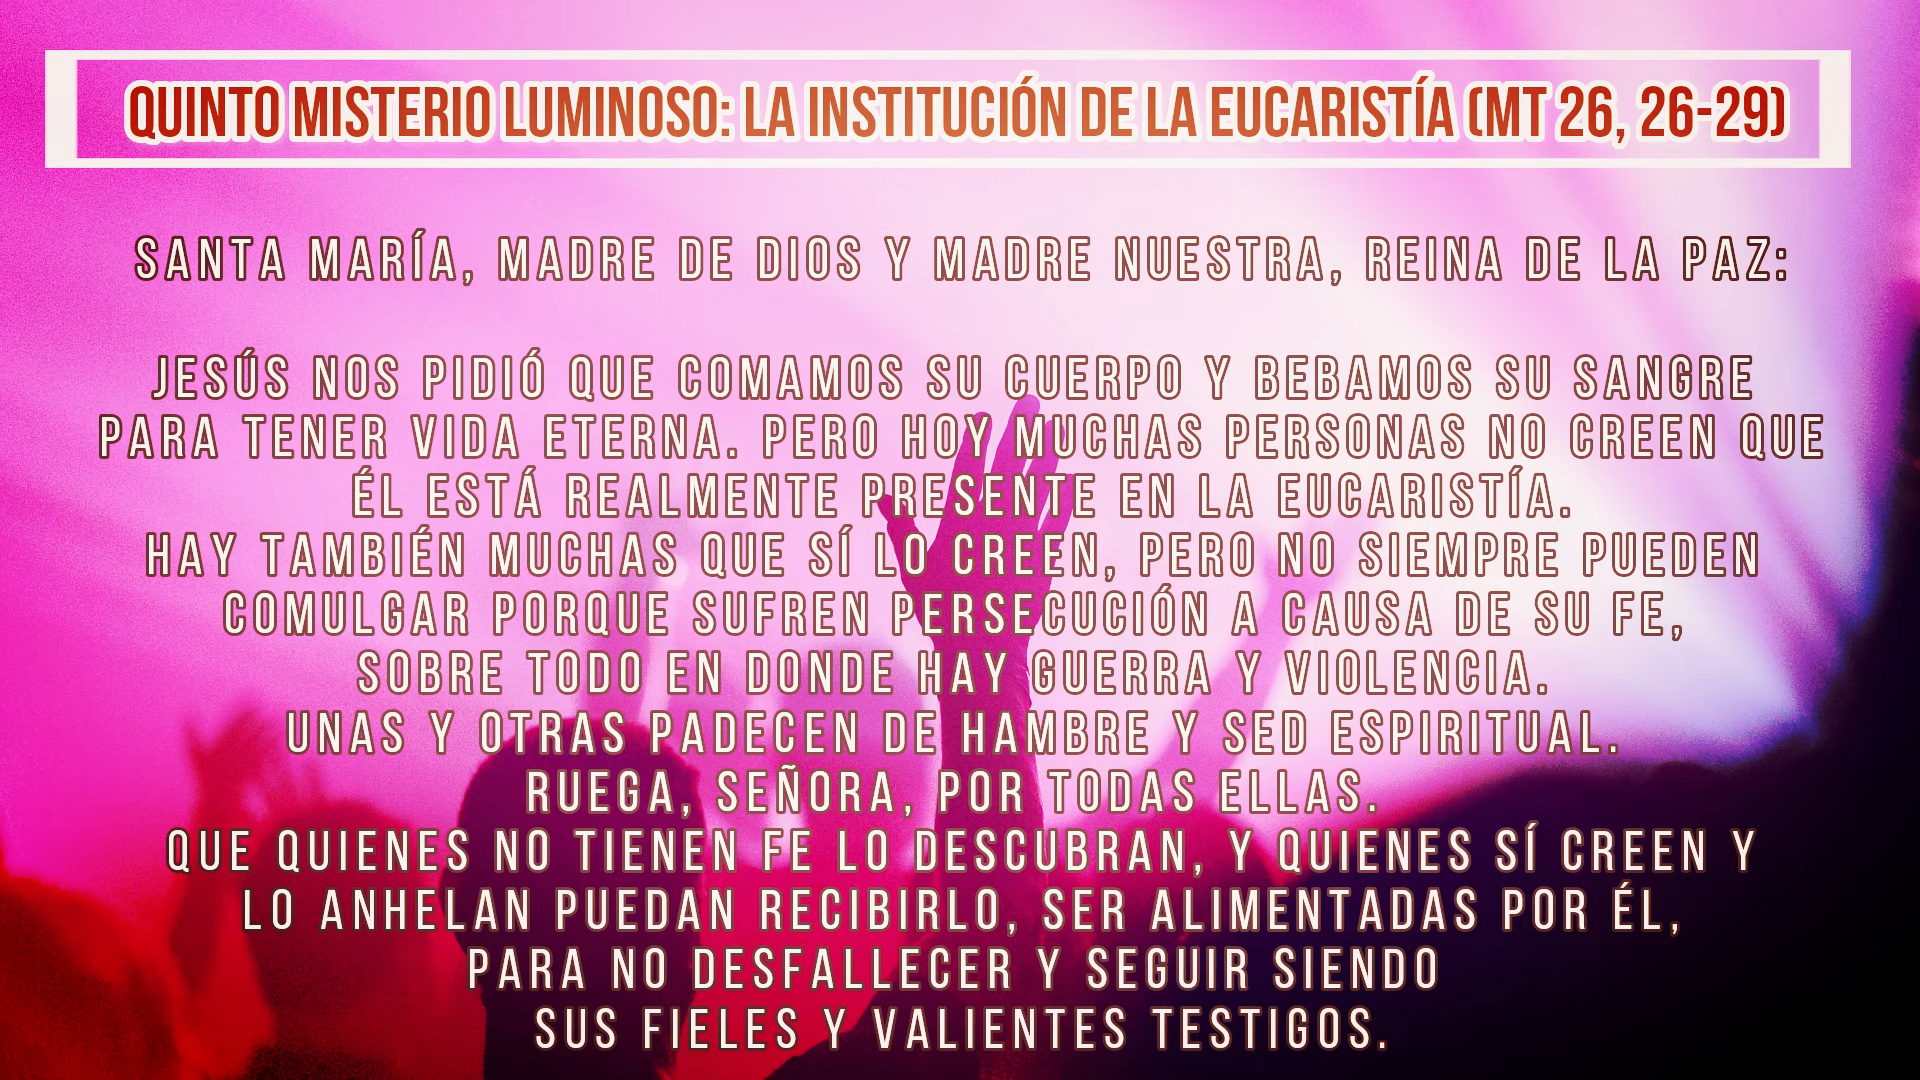 QUINTO MISTERIO LUMINOSO: LA INSTITUCIÓN DE LA EUCARISTÍA (MT 26, 26-29)
SANTA MARÍA, MADRE DE DIOS Y MADRE NUESTRA, REINA DE LA PAZ:
JESÚS NOS PIDIÓ QUE COMAMOS SU CUERPO Y BEBAMOS SU SANGRE
PARA TENER VIDA ETERNA. PERO HOY MUCHAS PERSONAS NO CREEN QUE
ÉL ESTÁ REALMENTE PRESENTE EN LA EUCARISTÍA.
HAY TAMBIÉN MUCHAS QUE SÍ LO CREEN, PERO NO SIEMPRE PUEDEN
COMULGAR PORQUE SUFREN PERSECUCIÓN A CAUSA DE SU FE,
SOBRE TODO EN DONDE HAY GUERRA Y VIOLENCIA.
UNAS Y OTRAS PADECEN DE HAMBRE Y SED ESPIRITUAL.
RUEGA, SEÑORA, POR TODAS ELLAS.
QUE QUIENES NO TIENEN FE LO DESCUBRAN, Y QUIENES SÍ CREEN Y
LO ANHELAN PUEDAN RECIBIRLO, SER ALIMENTADAS POR ÉL,
PARA NO DESFALLECER Y SEGUIR SIENDO
SUS FIELES Y VALIENTES TESTIGOS.